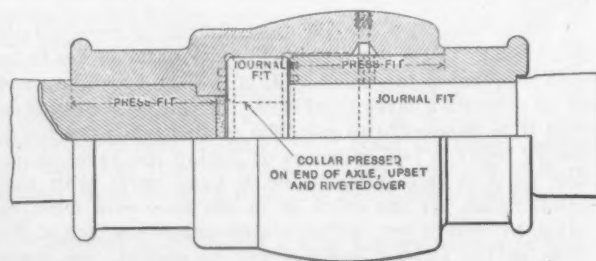 JOURNAL
FIT
PRESS FIT
PRESS FIT
JOURNAL FIT
COLLAR PRESSED
ON END OF AXLE, UPSET
AND RIVETED OVER